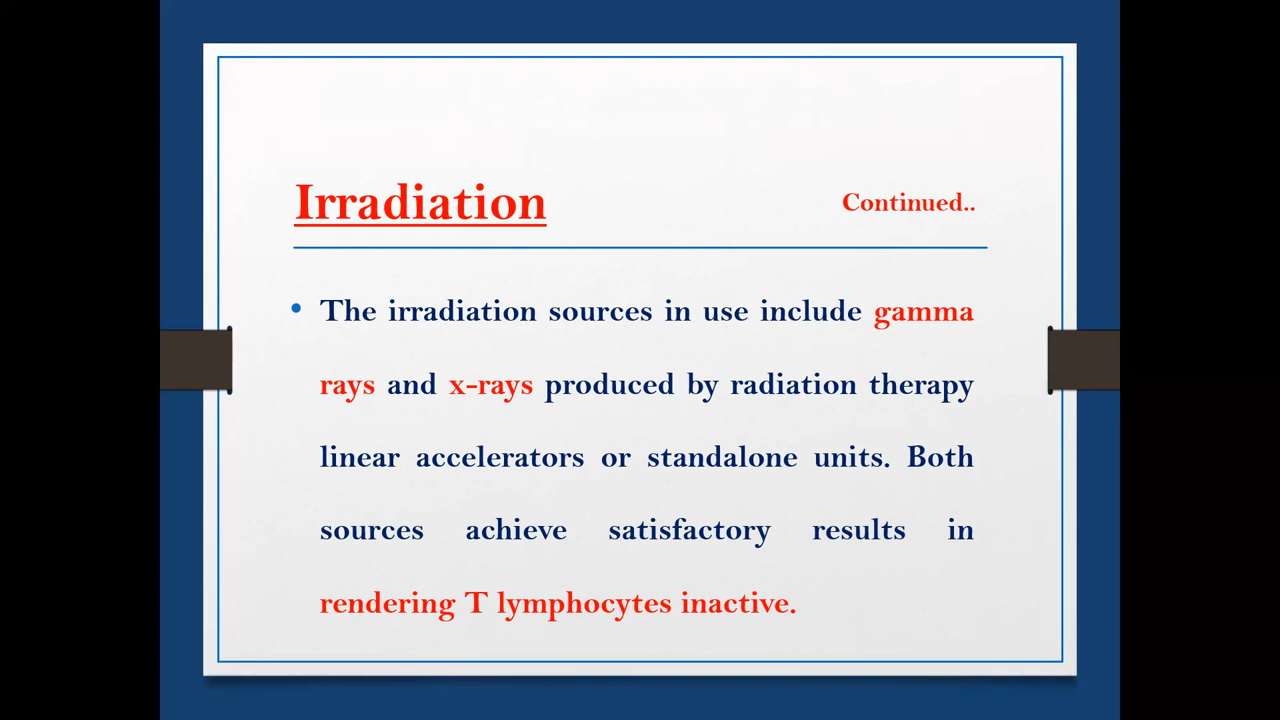 Irradiation
Continued..
• The irradiation sources in use include gamma
rays and x-rays produced by radiation therapy
linear accelerators or standalone units. Both
sources achieve satisfactory results in
rendering T lymphocytes inactive.